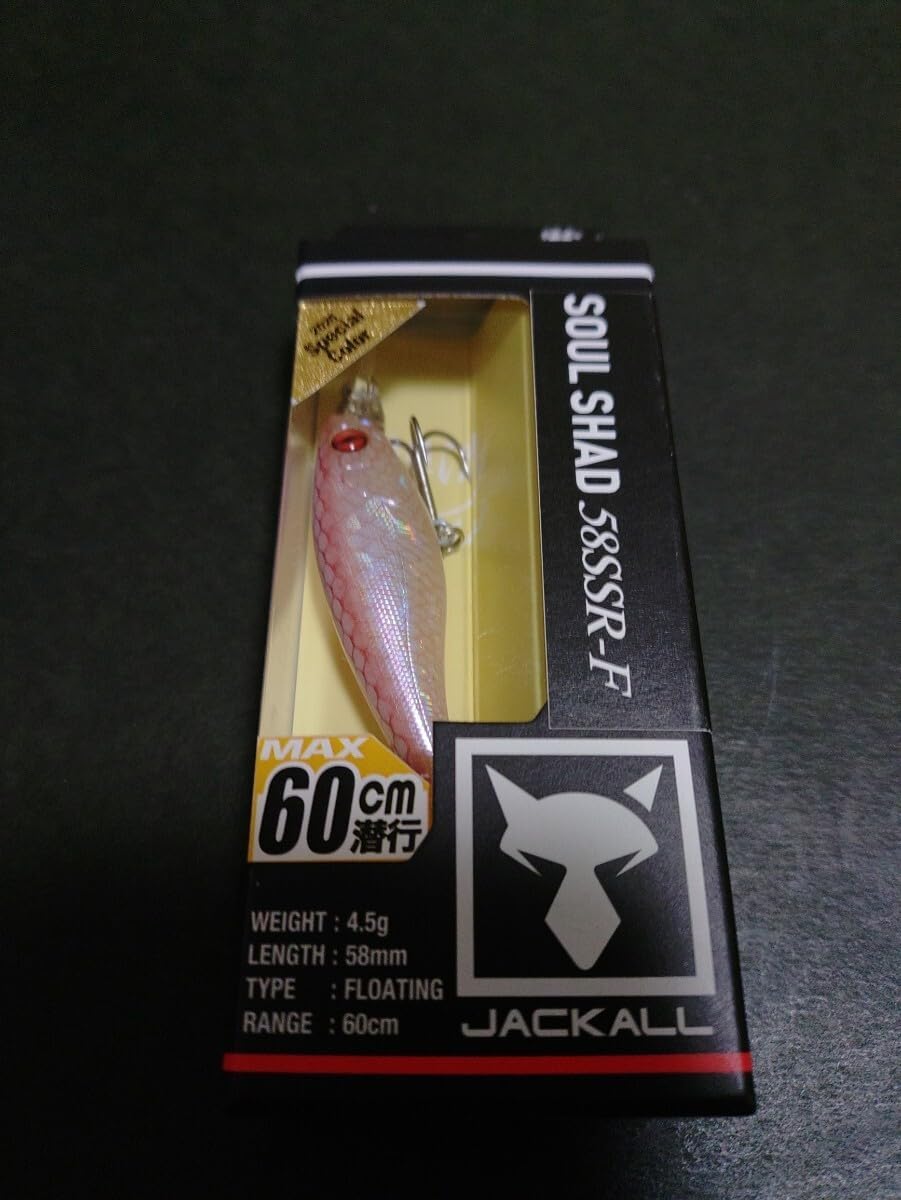 2020
Special
Color
SOUL SHAD 58SSR-F
MAX
60cm
潜行
WEIGHT : 4.5g
LENGTH : 58mm
TYPE : FLOATING
RANGE : 60cm
JACKALL